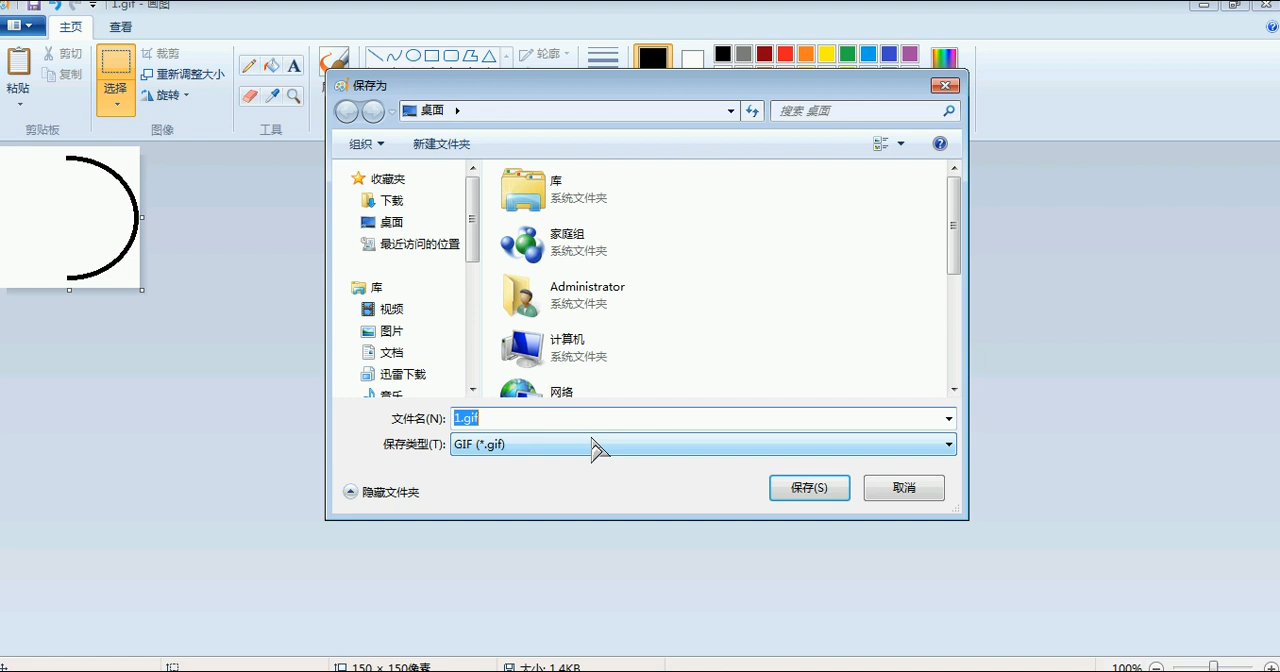 1.gif - 画图
主页 查看
粘贴
剪切
复制
选择
裁剪
重新调整大小
旋转
A
轮廓
剪贴板 图像 工具
保存为
桌面
搜索 桌面
组织 新建文件夹
收藏夹
下载
桌面
最近访问的位置
库
视频
图片
文档
迅雷下载
音乐
库
系统文件夹
家庭组
系统文件夹
Administrator
系统文件夹
计算机
系统文件夹
网络
文件名(N): 1.gif
保存类型(T): GIF (*.gif)
隐藏文件夹
保存(S) 取消
150 × 150像素 大小: 1.4KB 100%